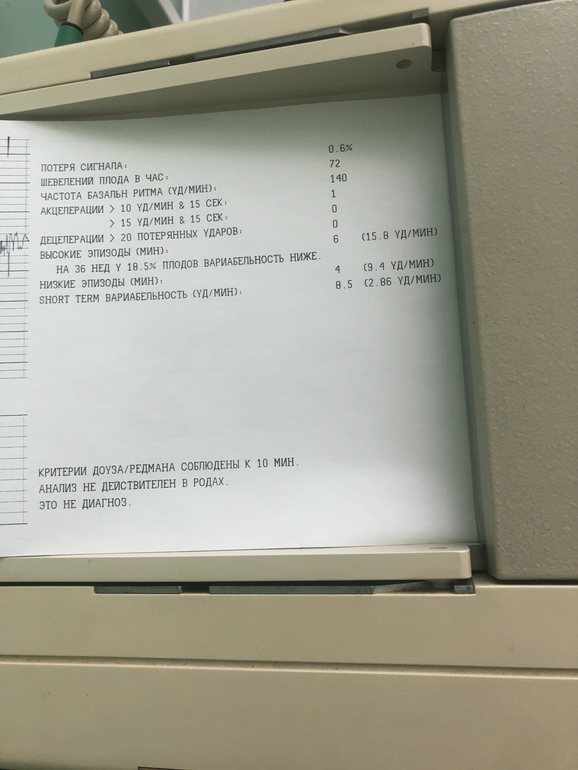 ПОТЕРЯ СИГНАЛА: 0.6%
ШЕВЕЛЕНИЙ ПЛОДА В ЧАС: 72
ЧАСТОТА БАЗАЛЬН РИТМА (УД/МИН): 140
АКЦЕЛЕРАЦИИ > 10 УД/МИН & 15 СЕК: 1
> 15 УД/МИН & 15 СЕК: 0
ДЕЦЕЛЕРАЦИИ > 20 ПОТЕРЯННЫХ УДАРОВ: 0
ВЫСОКИЕ ЭПИЗОДЫ (МИН): 6 (15.8 УД/МИН)
НА 36 НЕД У 18.5% ПЛОДОВ ВАРИАБЕЛЬНОСТЬ НИЖЕ.
НИЗКИЕ ЭПИЗОДЫ (МИН): 4 (9.4 УД/МИН)
SHORT TERM ВАРИАБЕЛЬНОСТЬ (УД/МИН): 8.5 (2.86 УД/МИН)
КРИТЕРИИ ДОУЗА/РЕДМАНА СОБЛЮДЕНЫ К 10 МИН.
АНАЛИЗ НЕ ДЕЙСТВИТЕЛЕН В РОДАХ.
ЭТО НЕ ДИАГНОЗ.